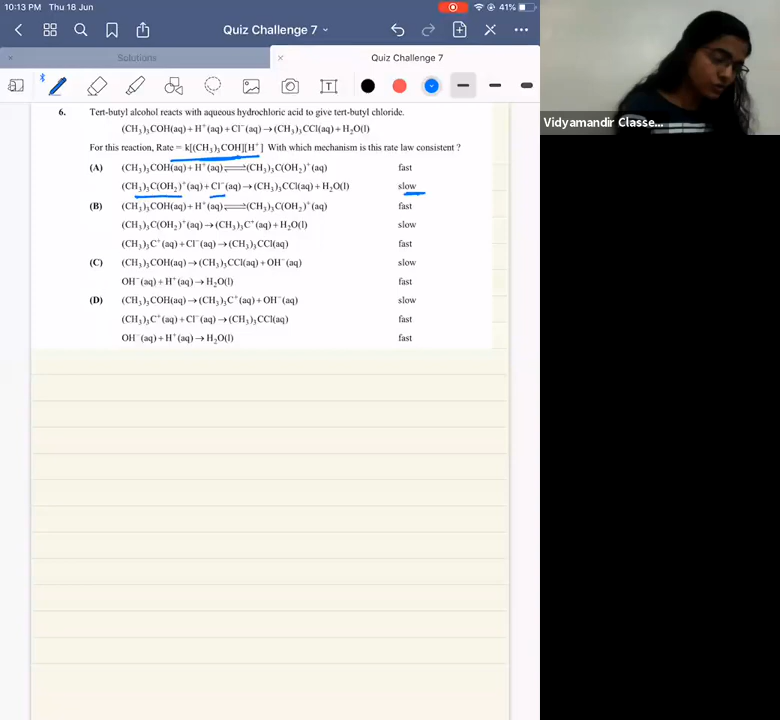 10:13 PM Thu 18 Jun
41%
Quiz Challenge 7
Solutions
Quiz Challenge 7
T
Vidyamandir Classe...
6. Tert-butyl alcohol reacts with aqueous hydrochloric acid to give tert-butyl chloride.
(CH₃)₃COH(aq) + H⁺(aq) + Cl⁻(aq) → (CH₃)₃CCl(aq) + H₂O(l)
For this reaction, Rate = k[(CH₃)₃COH][H⁺] With which mechanism is this rate law consistent ?
(A) (CH₃)₃COH(aq) + H⁺(aq) ⇌ (CH₃)₃C(OH₂)⁺(aq) fast
(CH₃)₃C(OH₂)⁺(aq) + Cl⁻(aq) → (CH₃)₃CCl(aq) + H₂O(l) slow
(B) (CH₃)₃COH(aq) + H⁺(aq) ⇌ (CH₃)₃C(OH₂)⁺(aq) fast
(CH₃)₃C(OH₂)⁺(aq) → (CH₃)₃C⁺(aq) + H₂O(l) slow
(CH₃)₃C⁺(aq) + Cl⁻(aq) → (CH₃)₃CCl(aq) fast
(C) (CH₃)₃COH(aq) → (CH₃)₃CCl(aq) + OH⁻(aq) slow
OH⁻(aq) + H⁺(aq) → H₂O(l) fast
(D) (CH₃)₃COH(aq) → (CH₃)₃C⁺(aq) + OH⁻(aq) slow
(CH₃)₃C⁺(aq) + Cl⁻(aq) → (CH₃)₃CCl(aq) fast
OH⁻(aq) + H⁺(aq) → H₂O(l) fast